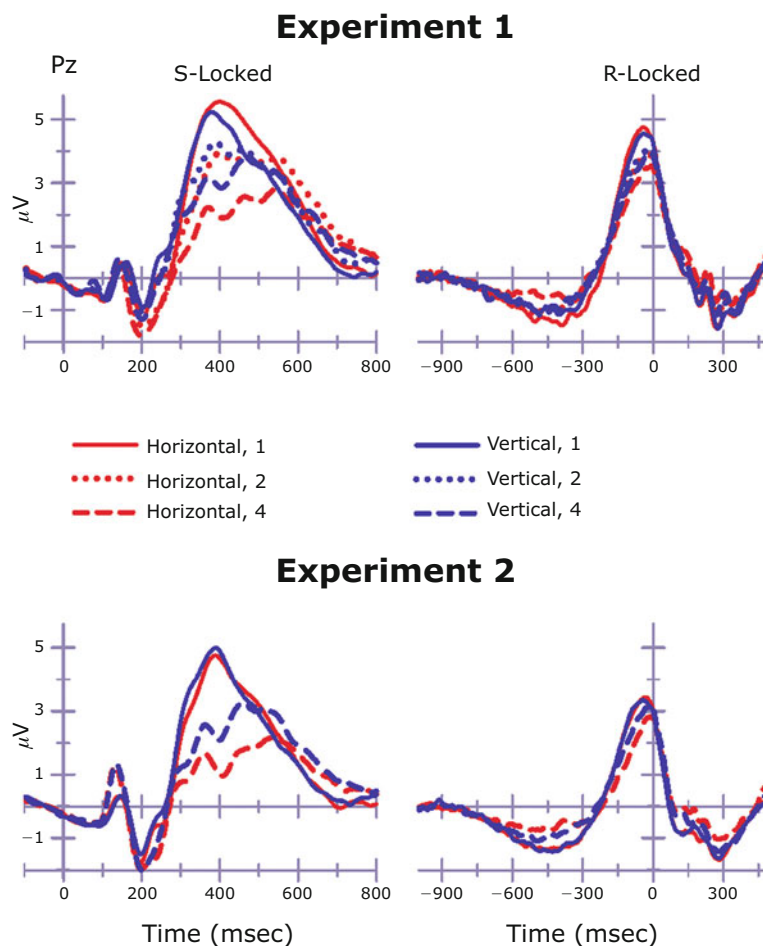 Experiment 1
Pz
S-Locked
R-Locked
5
3
1
−1
μV
0
200
400
600
800
−900
−600
−300
0
300
Horizontal, 1
Horizontal, 2
Horizontal, 4
Vertical, 1
Vertical, 2
Vertical, 4
Experiment 2
5
3
1
−1
μV
0
200
400
600
800
−900
−600
−300
0
300
Time (msec)
Time (msec)